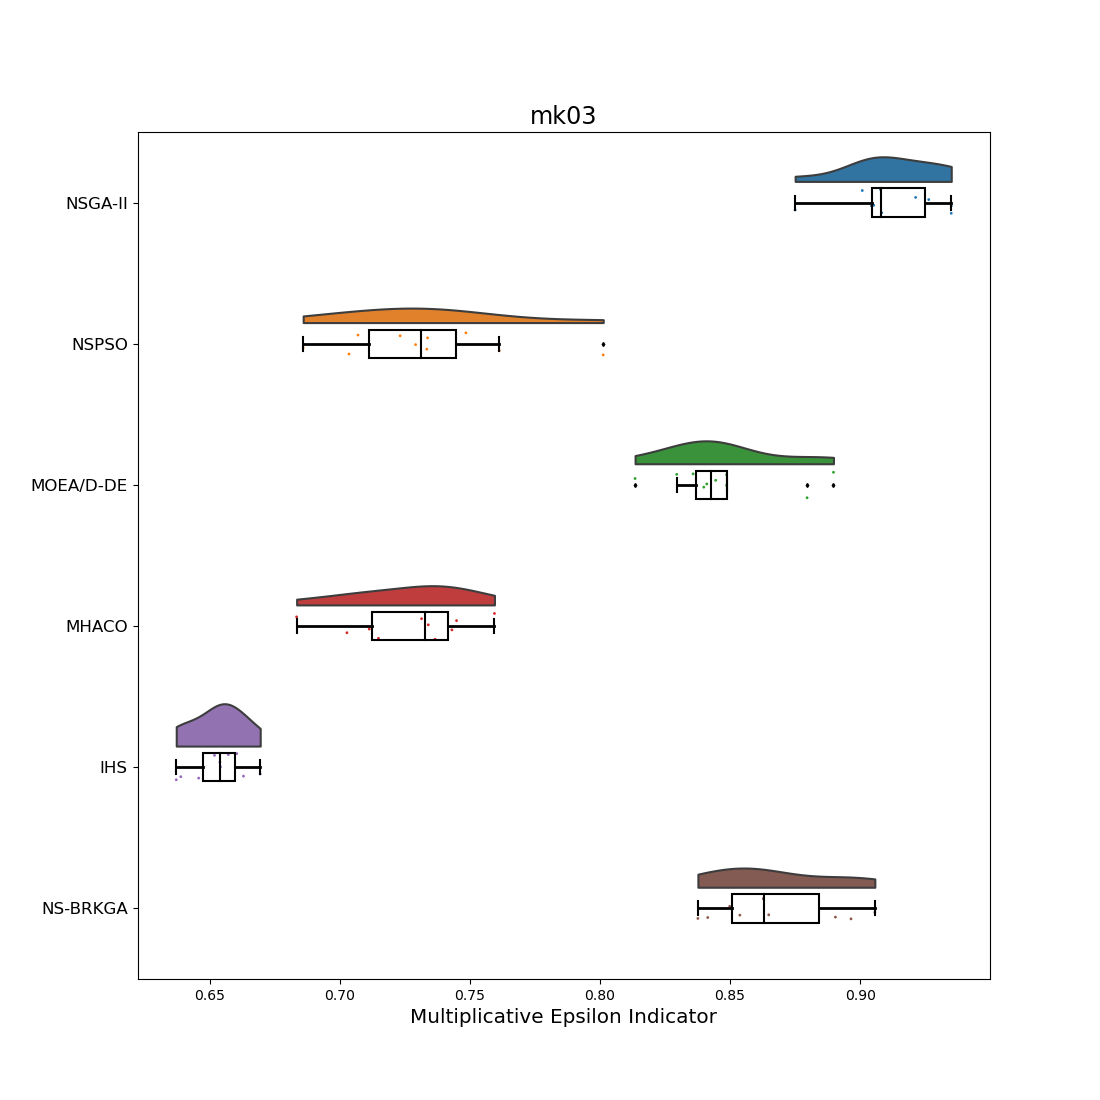 mk03
NSGA-II
NSPSO
MOEA/D-DE
MHACO
IHS
NS-BRKGA
0.65 0.70 0.75 0.80 0.85 0.90
Multiplicative Epsilon Indicator